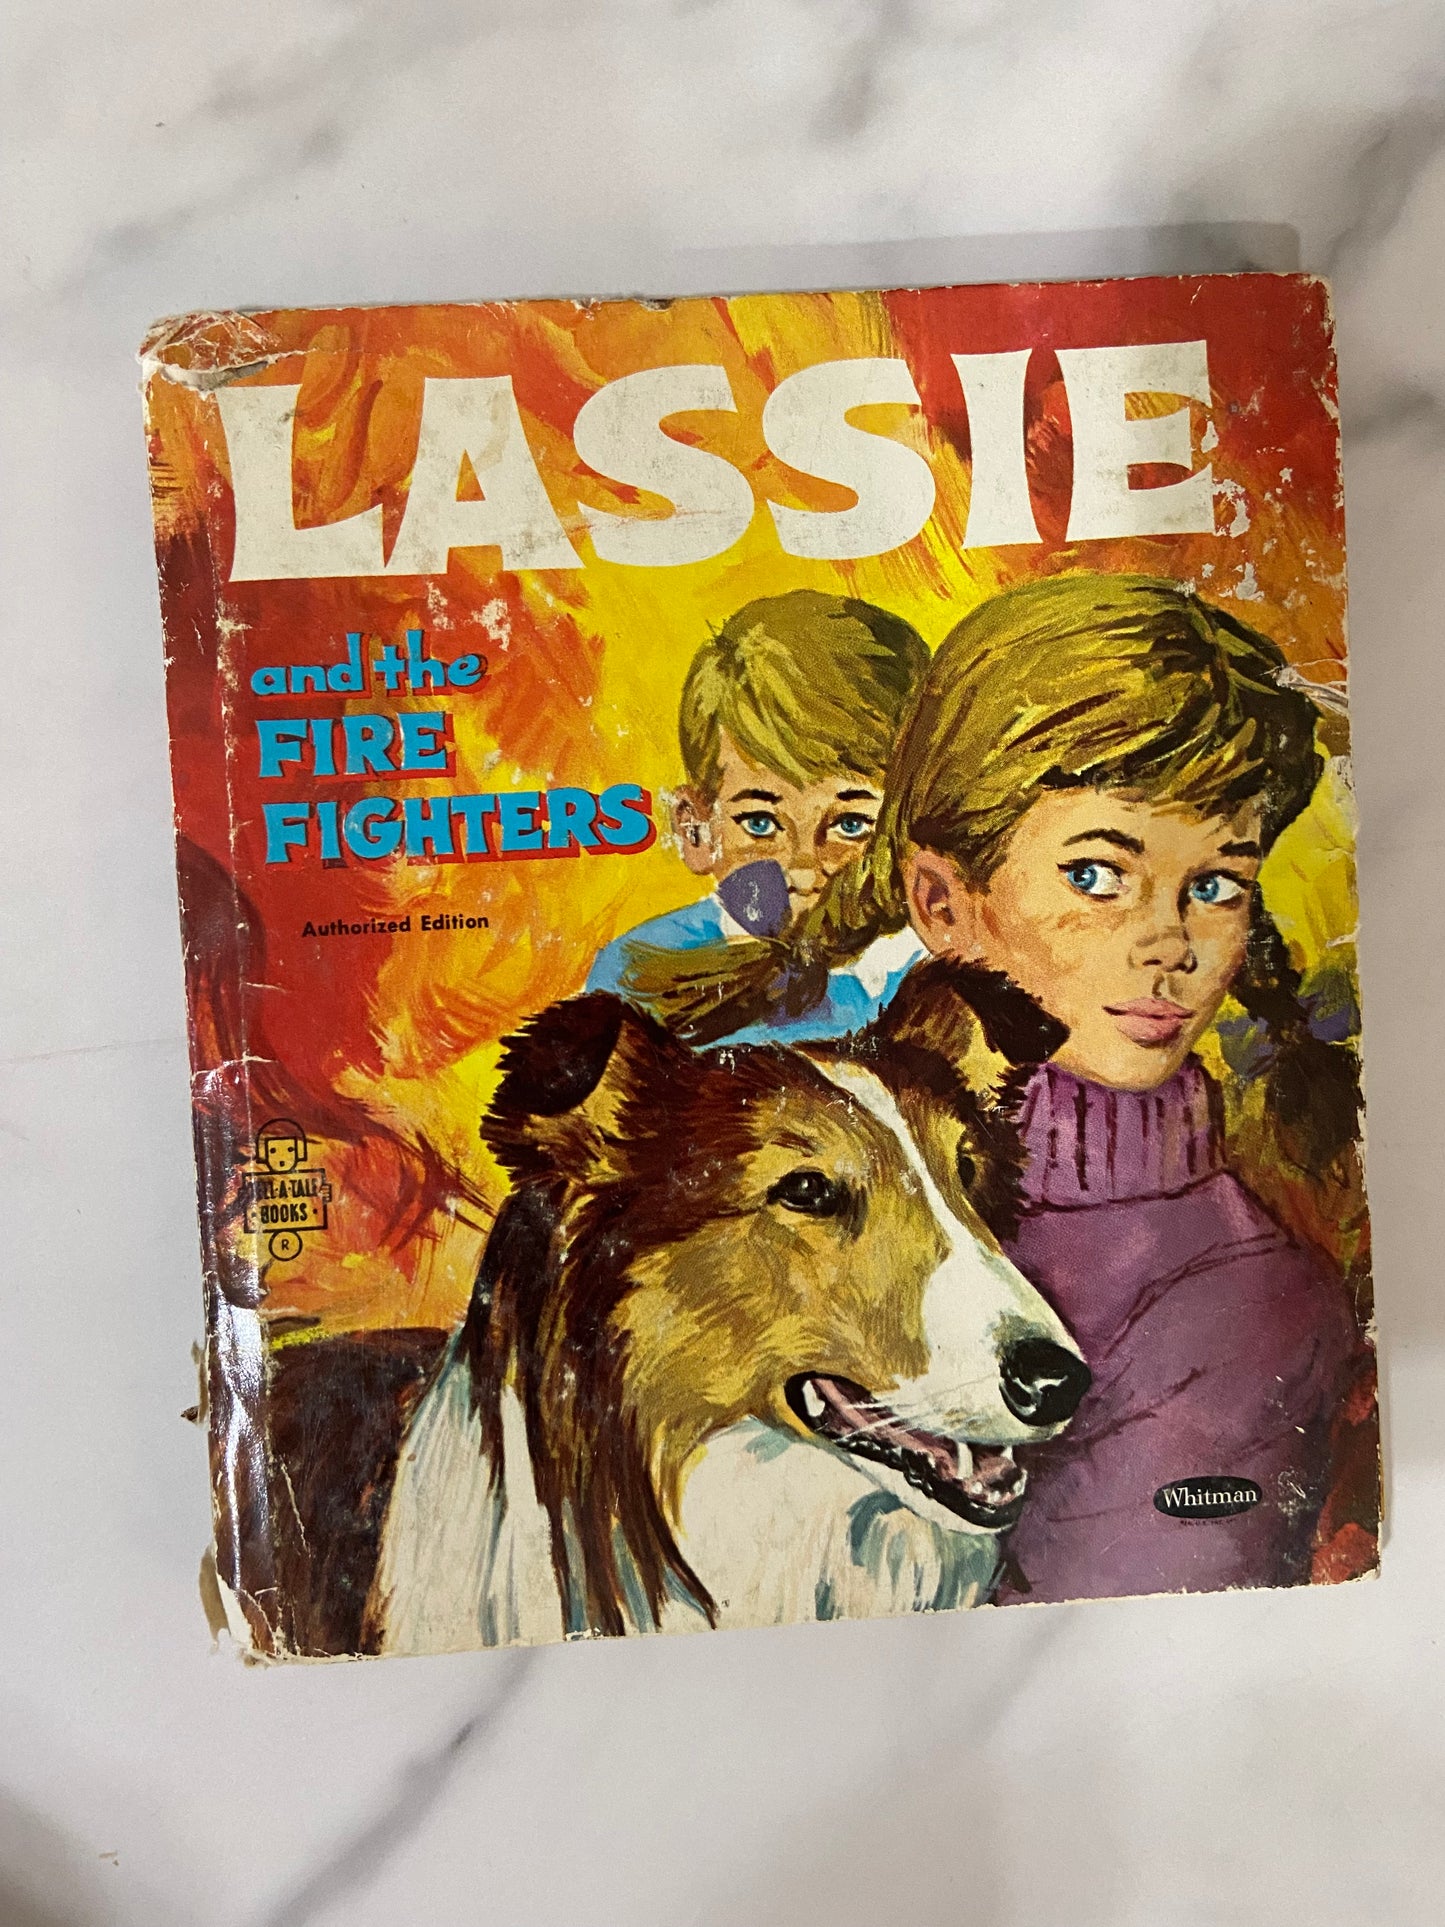 LASSIE
and the
FIRE
FIGHTERS
Authorized Edition
TELL-A-TALE
BOOKS
R
Whitman